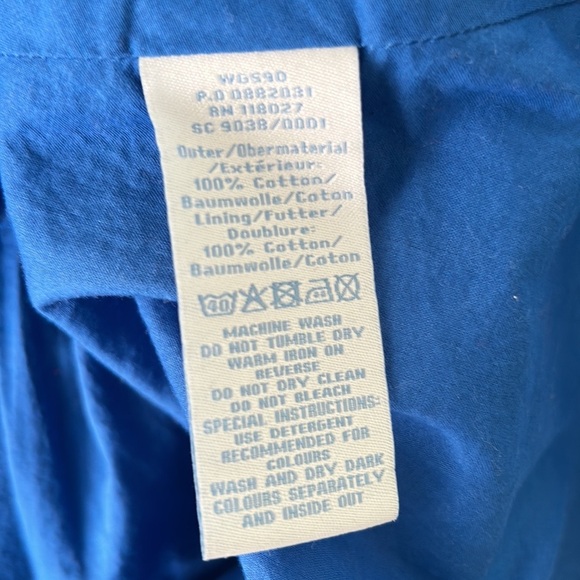 WG590
P.O 0882031
RN 118027
SC 9038/0001
Outer/Obermaterial
/Extérieur:
100% Cotton/
Baumwolle/Coton
Lining/Futter/
Doublure:
100% Cotton/
Baumwolle/Coton
40
MACHINE WASH
DO NOT TUMBLE DRY
WARM IRON ON
REVERSE
DO NOT DRY CLEAN
DO NOT BLEACH
SPECIAL INSTRUCTIONS:
USE DETERGENT
RECOMMENDED FOR
COLOURS
WASH AND DRY DARK
COLOURS SEPARATELY
AND INSIDE OUT